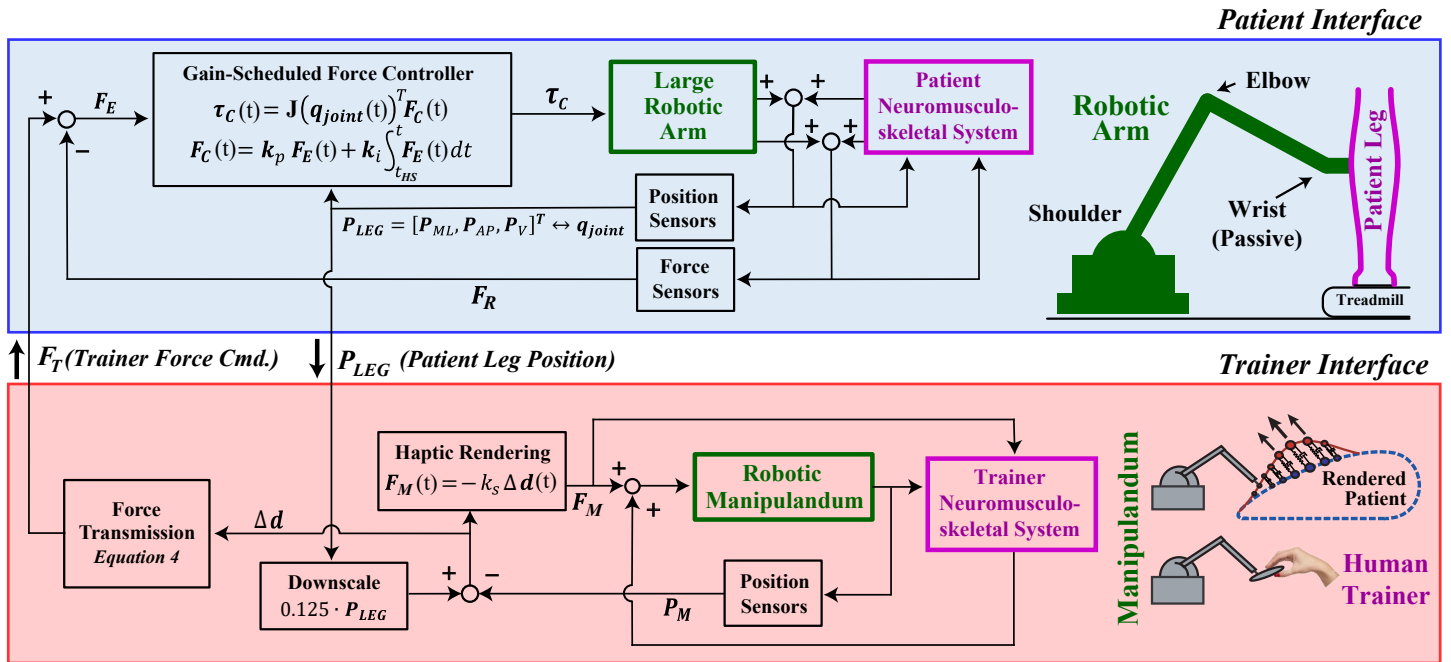 Patient Interface
Gain-Scheduled Force Controller
τ_C(t) = J(q_joint(t))^T F_C(t)
F_C(t) = k_p F_E(t) + k_i ∫_{t_HS}^{t} F_E(t) dt
+
−
F_E
τ_C
Large
Robotic
Arm
+
+
+
+
Patient
Neuromusculo-
skeletal System
Position
Sensors
P_LEG = [P_ML, P_AP, P_V]^T ↔ q_joint
Force
Sensors
F_R
Robotic
Arm
Elbow
Shoulder
Wrist
(Passive)
Patient Leg
Treadmill
F_T (Trainer Force Cmd.)
P_LEG (Patient Leg Position)
Trainer Interface
Haptic Rendering
F_M(t) = − k_s Δ d(t)
F_M
+
+
Robotic
Manipulandum
Trainer
Neuromusculo-
skeletal System
Force
Transmission
Equation 4
Δ d
Downscale
0.125 · P_LEG
+
−
P_M
Position
Sensors
Manipulandum
Rendered
Patient
Human
Trainer